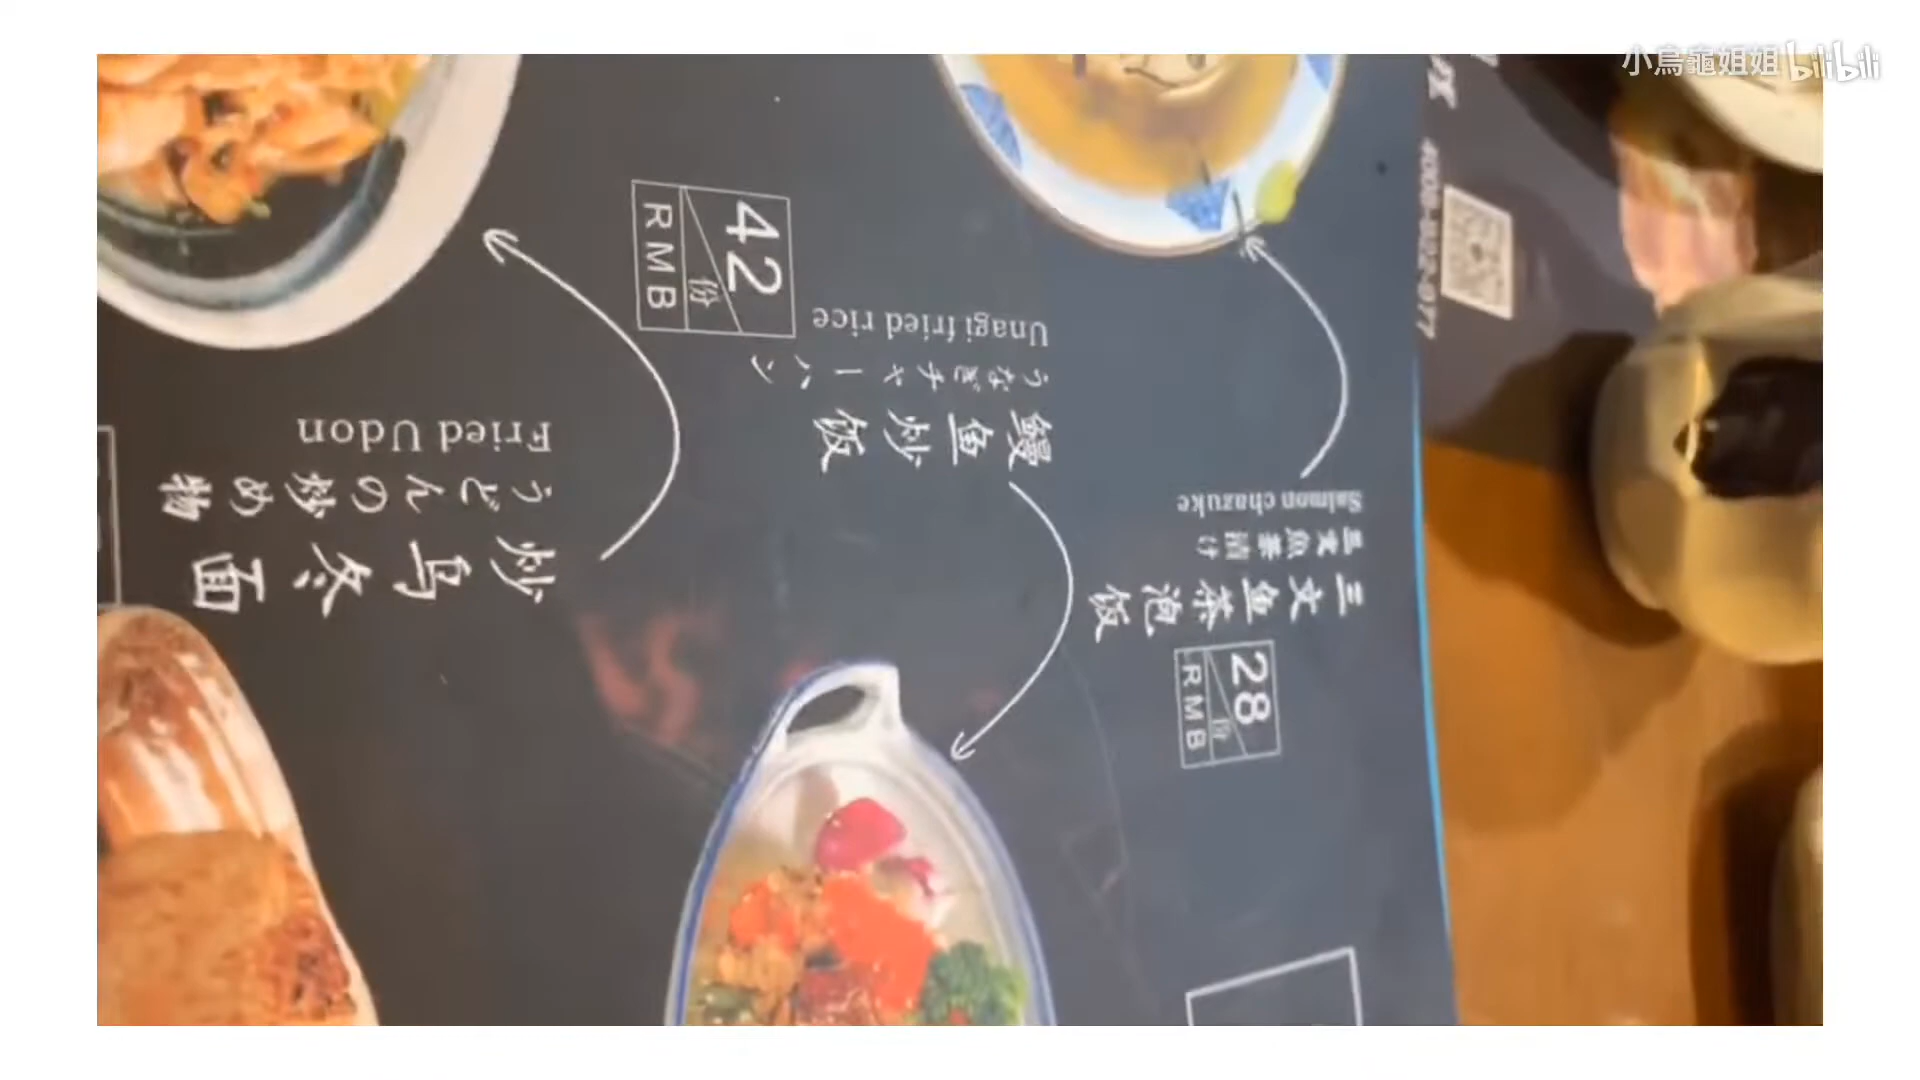 小烏龜姐姐 bilibili
三文鱼茶泡饭
三文魚茶漬け
Salmon chazuke
28
份
RMB
鳗鱼炒饭
うなぎチャーハン
Unagi fried rice
42
份
RMB
炒乌冬面
うどんの炒め物
Fried Udon